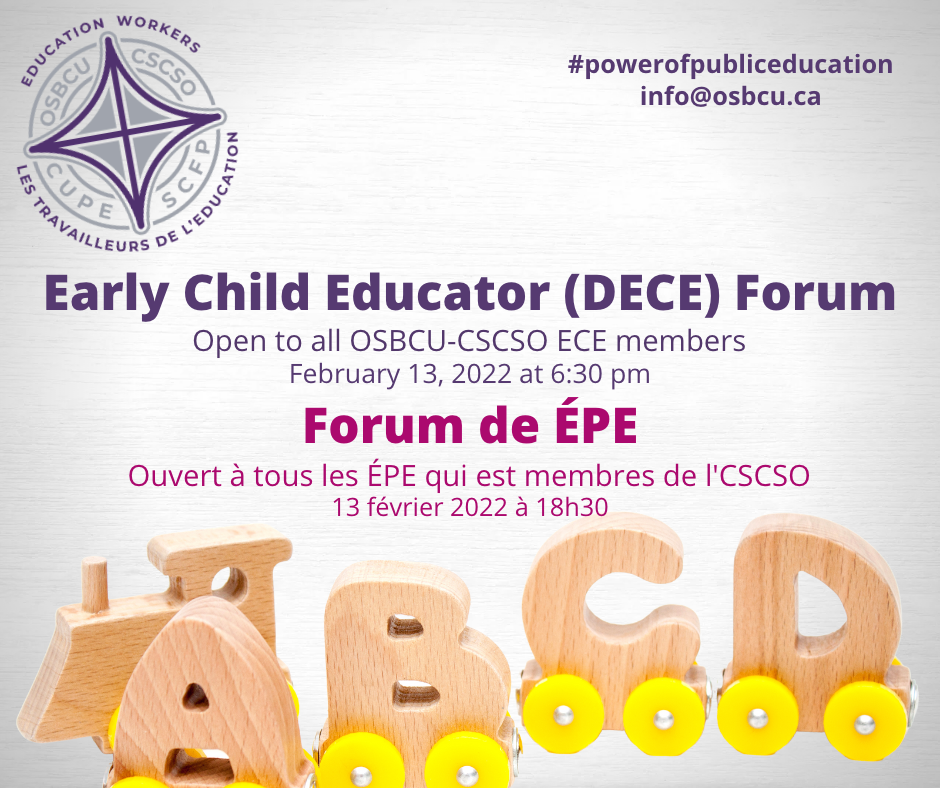 EDUCATION WORKERS
OSBCU
CSCSO
CUPE
SCFP
LES TRAVAILLEURS DE L'EDUCATION
#powerofpubliceducation
info@osbcu.ca
Early Child Educator (DECE) Forum
Open to all OSBCU-CSCSO ECE members
February 13, 2022 at 6:30 pm
Forum de ÉPE
Ouvert à tous les ÉPE qui est membres de l'CSCSO
13 février 2022 à 18h30
A B C D